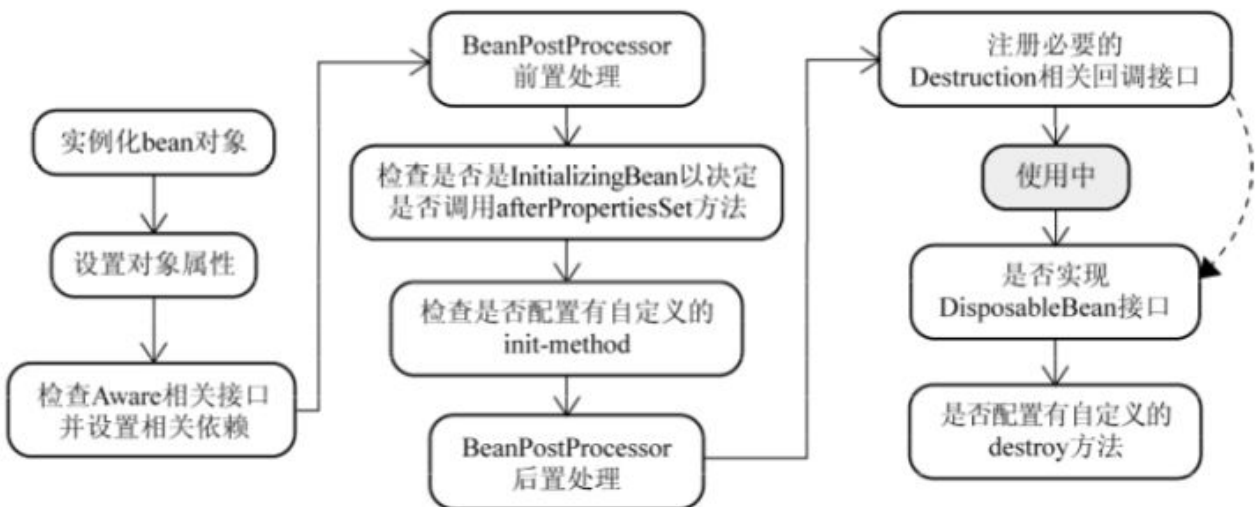 实例化bean对象
设置对象属性
检查Aware相关接口
并设置相关依赖
BeanPostProcessor
前置处理
检查是否是InitializingBean以决定
是否调用afterPropertiesSet方法
检查是否配置有自定义的
init-method
BeanPostProcessor
后置处理
注册必要的
Destruction相关回调接口
使用中
是否实现
DisposableBean接口
是否配置有自定义的
destroy方法